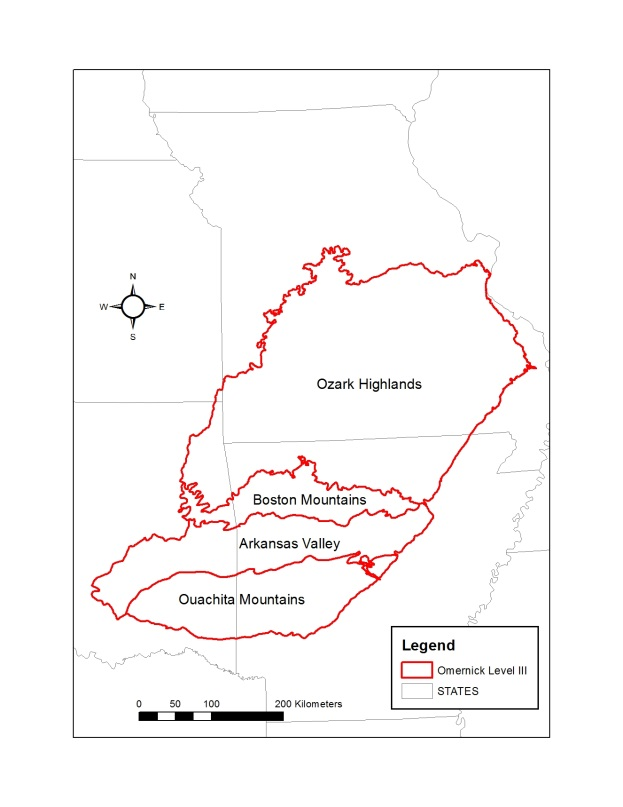 N
W
E
S
Ozark Highlands
Boston Mountains
Arkansas Valley
Ouachita Mountains
Legend
Omernick Level III
STATES
0 50 100 200 Kilometers